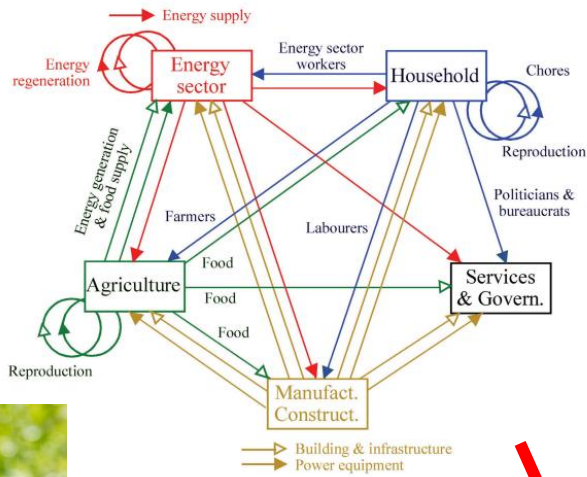 Energy supply
Energy
regeneration
Energy
sector
Energy sector
workers
Household
Chores
Reproduction
Energy generation
& food supply
Farmers
Labourers
Politicians &
bureaucrats
Agriculture
Food
Food
Food
Services
& Govern.
Reproduction
Manufact.
Construct.
Building & infrastructure
Power equipment